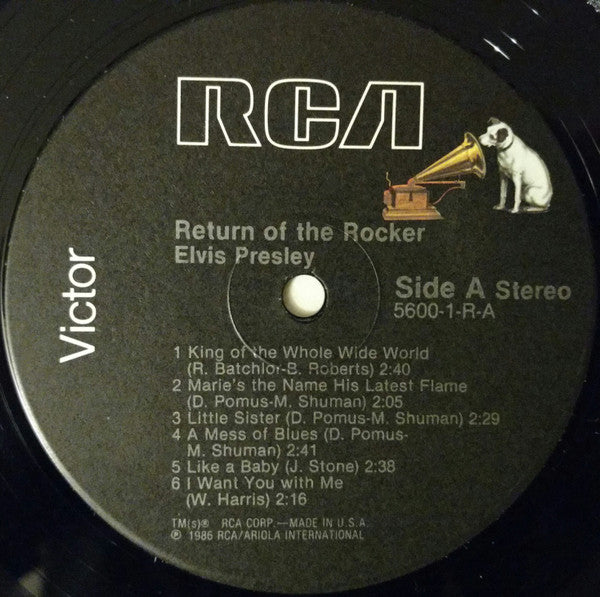 RCA
Victor
Return of the Rocker
Elvis Presley
Side A Stereo
5600-1-R-A
1 King of the Whole Wide World
(R. Batchlor-B. Roberts) 2:40
2 Marie's the Name His Latest Flame
(D. Pomus-M. Shuman) 2:05
3 Little Sister (D. Pomus-M. Shuman) 2:29
4 A Mess of Blues (D. Pomus-
M. Shuman) 2:41
5 Like a Baby (J. Stone) 2:38
6 I Want You with Me
(W. Harris) 2:16
TM(s)® RCA CORP.—MADE IN U.S.A.
℗ 1986 RCA/ARIOLA INTERNATIONAL